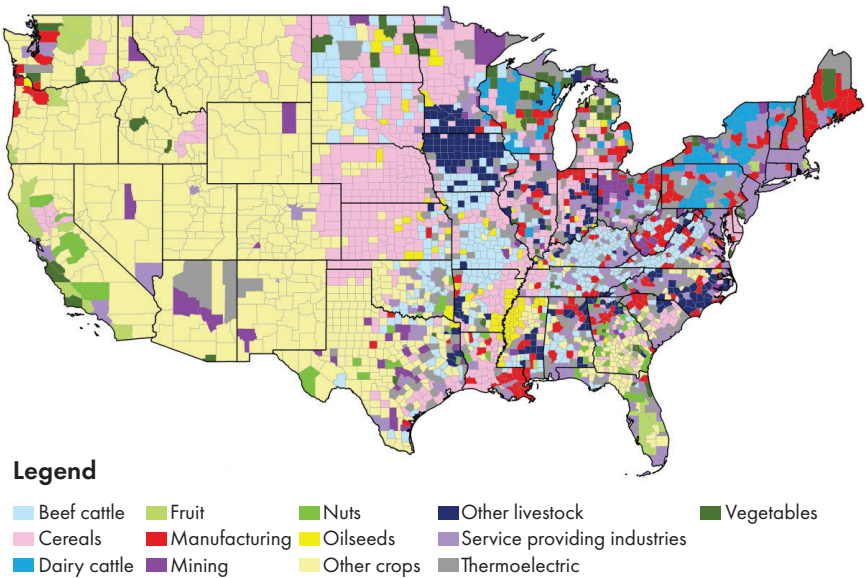 Legend
Beef cattle Fruit Nuts Other livestock Vegetables
Cereals Manufacturing Oilseeds Service providing industries
Dairy cattle Mining Other crops Thermoelectric